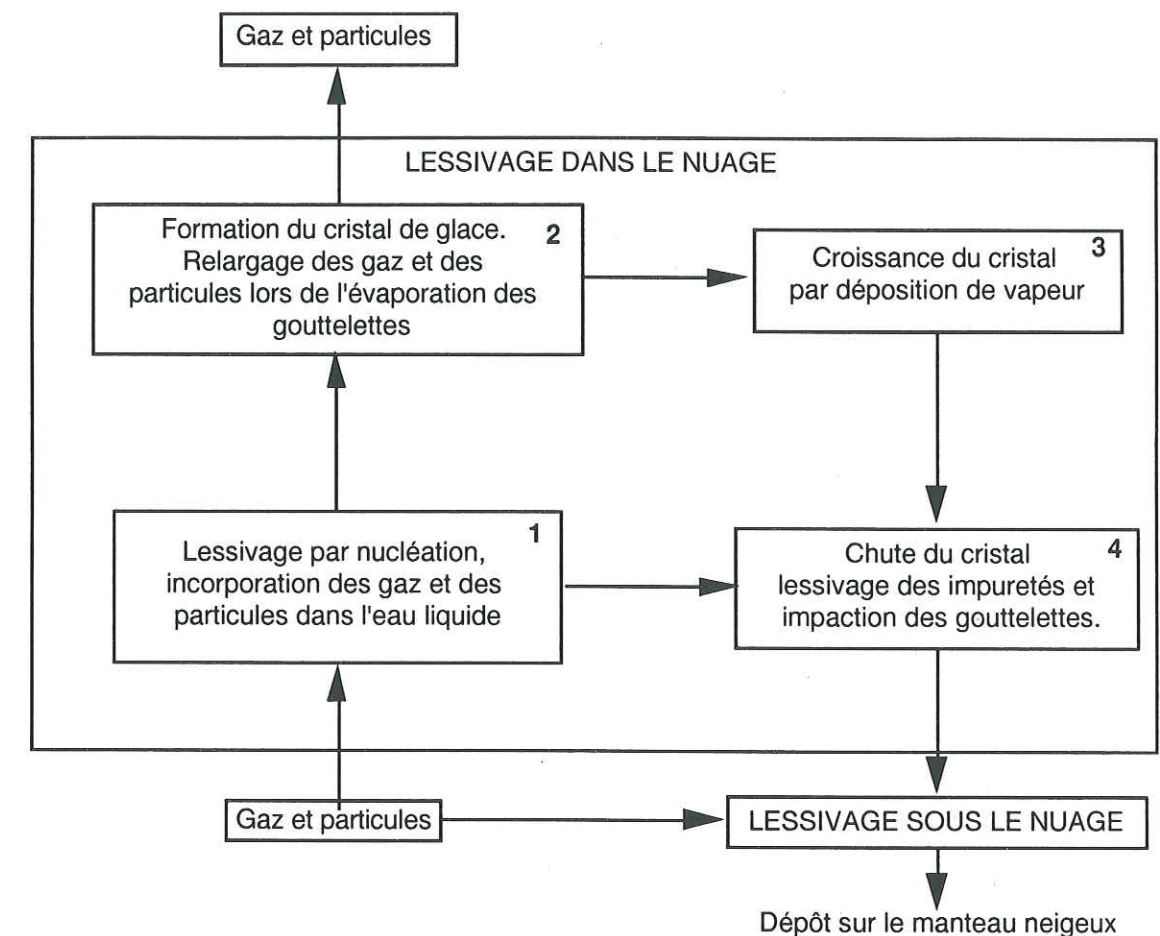 Gaz et particules
LESSIVAGE DANS LE NUAGE
Formation du cristal de glace. 2
Relargage des gaz et des
particules lors de l'évaporation des
gouttelettes
Croissance du cristal 3
par déposition de vapeur
Lessivage par nucléation, 1
incorporation des gaz et des
particules dans l'eau liquide
Chute du cristal 4
lessivage des impuretés et
impaction des gouttelettes.
Gaz et particules
LESSIVAGE SOUS LE NUAGE
Dépôt sur le manteau neigeux